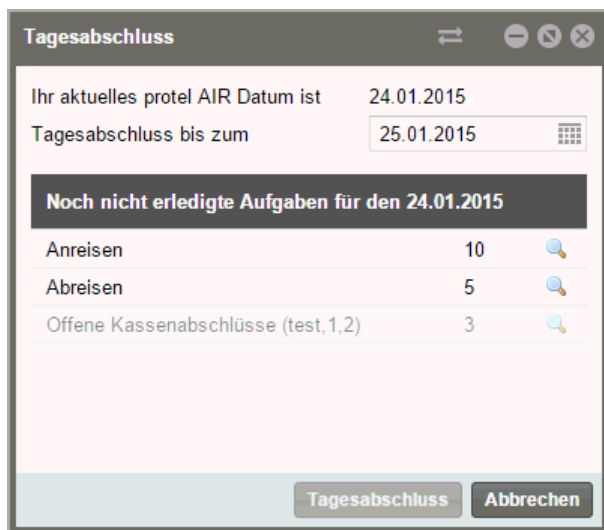 Tagesabschluss
Ihr aktuelles protel AIR Datum ist 24.01.2015
Tagesabschluss bis zum 25.01.2015
Noch nicht erledigte Aufgaben für den 24.01.2015
Anreisen 10
Abreisen 5
Offene Kassenabschlüsse (test,1,2) 3
Tagesabschluss Abbrechen